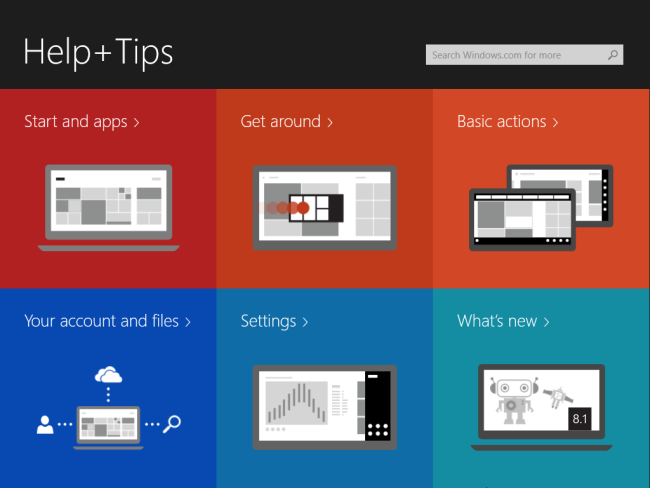 Help+Tips
Search Windows.com for more
Start and apps >
Get around >
Basic actions >
Your account and files >
Settings >
What's new >
8.1